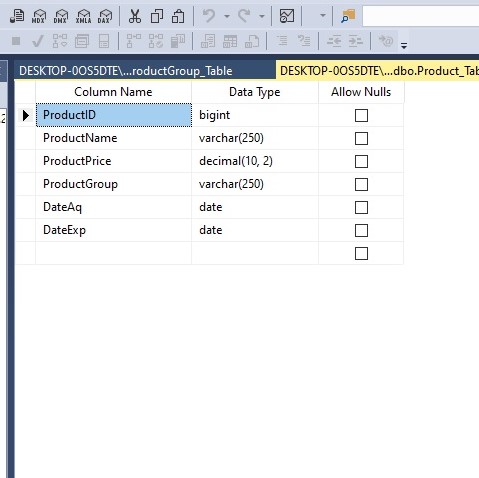 MDX DMX XMLA DAX
DESKTOP-0OS5DTE\...roductGroup_Table DESKTOP-0OS5DTE\...dbo.Product_Tab
Column Name Data Type Allow Nulls
ProductID bigint
ProductName varchar(250)
ProductPrice decimal(10, 2)
ProductGroup varchar(250)
DateAq date
DateExp date